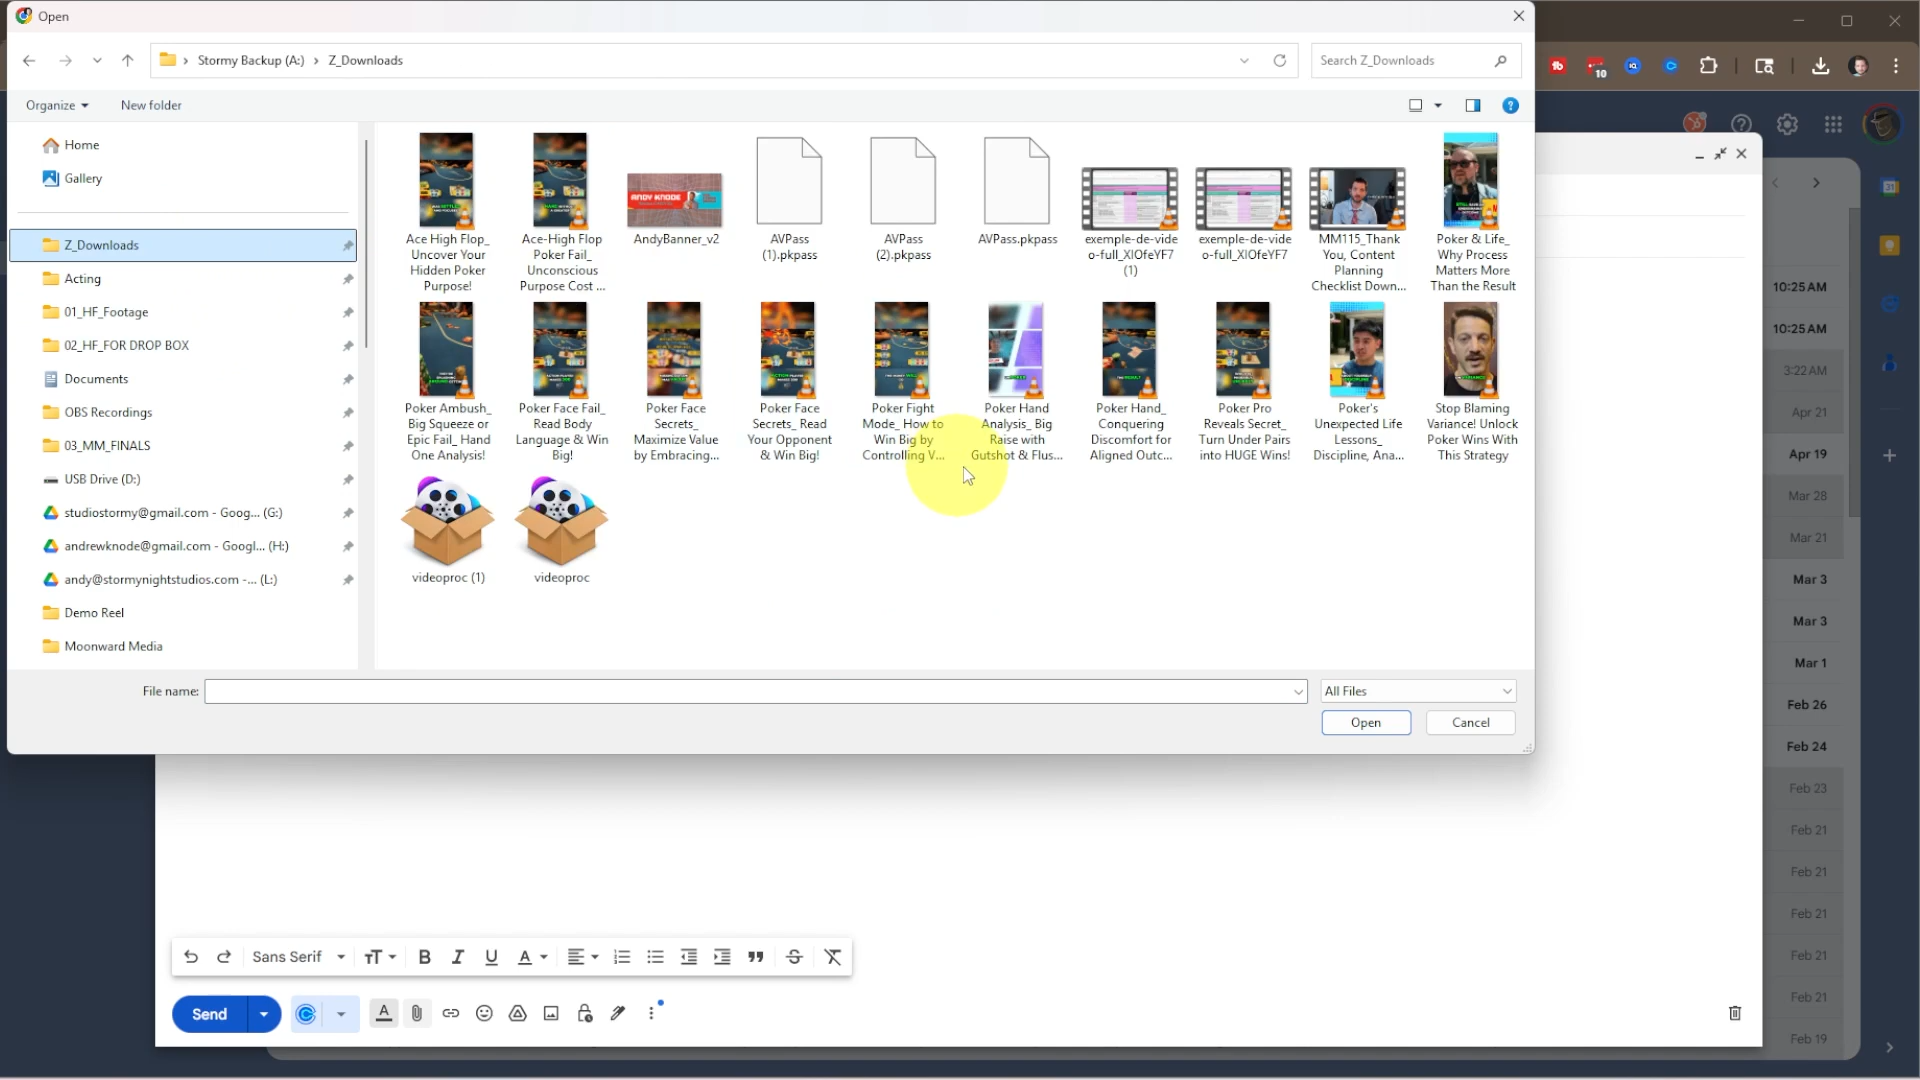 Open
Stormy Backup (A:) › Z_Downloads
Search Z_Downloads
Organize
New folder
10
31
Home
Gallery
Z_Downloads
Acting
01_HF_Footage
02_HF_FOR DROP BOX
Documents
OBS Recordings
03_MM_FINALS
USB Drive (D:)
studiostormy@gmail.com - Goog... (G:)
andrewknode@gmail.com - Googl... (H:)
andy@stormynightstudios.com -... (L:)
Demo Reel
Moonward Media
ANDY KNODE
Ace High Flop_
Uncover Your
Hidden Poker
Purpose!
Ace-High Flop
Poker Fail_
Unconscious
Purpose Cost ...
AndyBanner_v2
AVPass
(1).pkpass
AVPass
(2).pkpass
AVPass.pkpass
exemple-de-vide
o-full_XIOfeYF7
(1)
exemple-de-vide
o-full_XIOfeYF7
MM115_Thank
You, Content
Planning
Checklist Down...
Poker & Life_
Why Process
Matters More
Than the Result
Poker Ambush_
Big Squeeze or
Epic Fail_ Hand
One Analysis!
Poker Face Fail_
Read Body
Language & Win
Big!
Poker Face
Secrets_
Maximize Value
by Embracing...
Poker Face
Secrets_ Read
Your Opponent
& Win Big!
Poker Fight
Mode_ How to
Win Big by
Controlling V...
Poker Hand
Analysis_ Big
Raise with
Gutshot & Flus...
Poker Hand_
Conquering
Discomfort for
Aligned Outc...
Poker Pro
Reveals Secret_
Turn Under Pairs
into HUGE Wins!
Poker's
Unexpected Life
Lessons_
Discipline, Ana...
Stop Blaming
Variance! Unlock
Poker Wins With
This Strategy
videoproc (1)
videoproc
File name:
All Files
Open
Cancel
10:25 AM
10:25 AM
3:22 AM
Apr 21
Apr 19
Mar 28
Mar 21
Mar 3
Mar 3
Mar 1
Feb 26
Feb 24
Feb 23
Feb 21
Feb 21
Feb 21
Feb 21
Feb 21
Feb 19
Sans Serif
Send